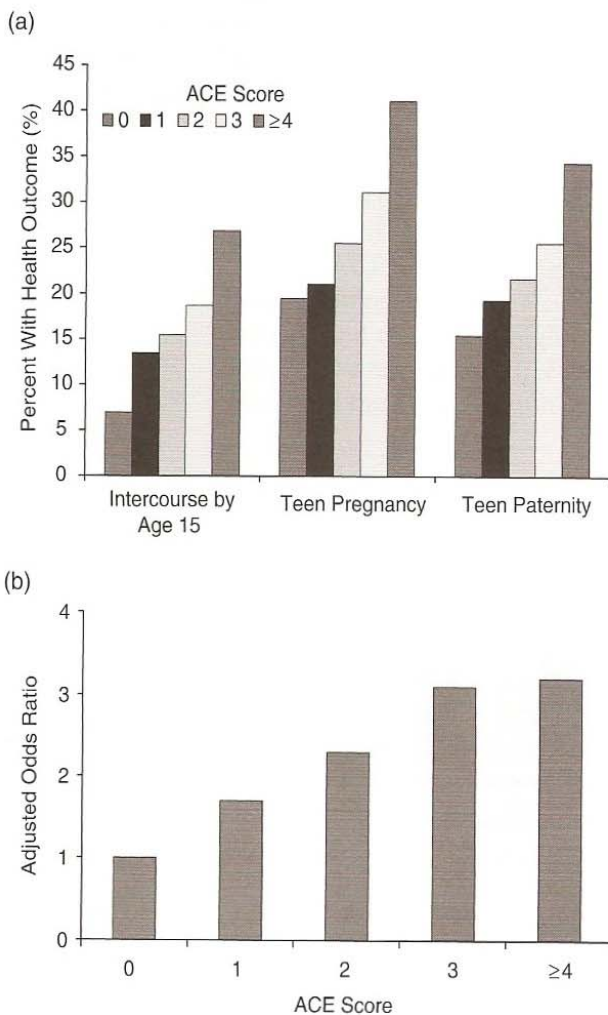 (a)
Percent With Health Outcome (%)
45
40
35
30
25
20
15
10
5
0
ACE Score
0 1 2 3 ≥4
Intercourse by
Age 15
Teen Pregnancy
Teen Paternity
(b)
Adjusted Odds Ratio
4
3
2
1
0
0 1 2 3 ≥4
ACE Score